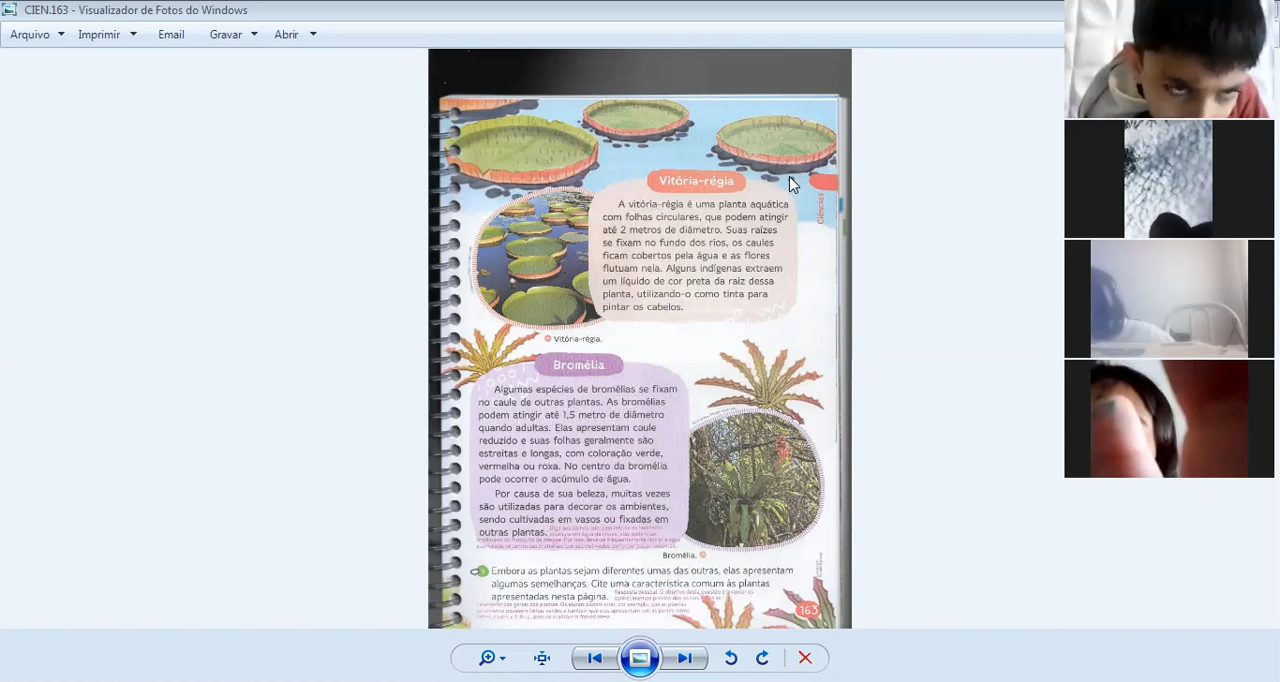 CIEN.163 - Visualizador de Fotos do Windows
Arquivo Imprimir Email Gravar Abrir
Vitória-régia
A vitória-régia é uma planta aquática
com folhas circulares, que podem atingir
até 2 metros de diâmetro. Suas raízes
se fixam no fundo dos rios, os caules
ficam cobertos pela água e as flores
flutuam nela. Alguns indígenas extraem
um líquido de cor preta da raiz dessa
planta, utilizando-o como tinta para
pintar os cabelos.
Ciências
Vitória-régia.
Bromélia
Algumas espécies de bromélias se fixam
no caule de outras plantas. As bromélias
podem atingir até 1,5 metro de diâmetro
quando adultas. Elas apresentam caule
reduzido e suas folhas geralmente são
estreitas e longas, com coloração verde,
vermelha ou roxa. No centro da bromélia
pode ocorrer o acúmulo de água.
Por causa de sua beleza, muitas vezes
são utilizadas para decorar os ambientes,
sendo cultivadas em vasos ou fixadas em
outras plantas.
Bromélia.
Embora as plantas sejam diferentes umas das outras, elas apresentam
algumas semelhanças. Cite uma característica comum às plantas
apresentadas nesta página.
163